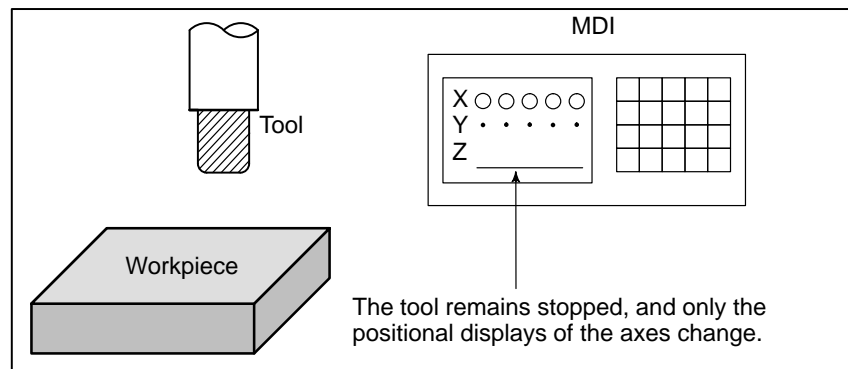 MDI
Tool
X
Y
Z
Workpiece
The tool remains stopped, and only the
positional displays of the axes change.